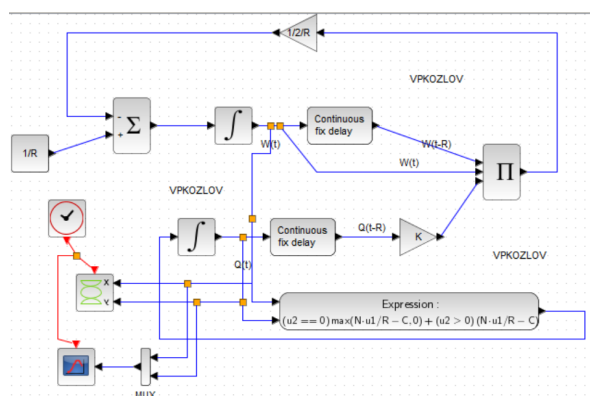 1/2/R
VPKOZLOV
-
+
Σ
∫
Continuous
fix delay
1/R
W(t)
W(t-R)
W(t)
Π
VPKOZLOV
∫
Continuous
fix delay
Q(t-R)
K
VPKOZLOV
Q(t)
X
Y
Expression :
(u2 == 0) max(N·u1/R − C,0) + (u2 > 0) (N·u1/R − C)
MUX